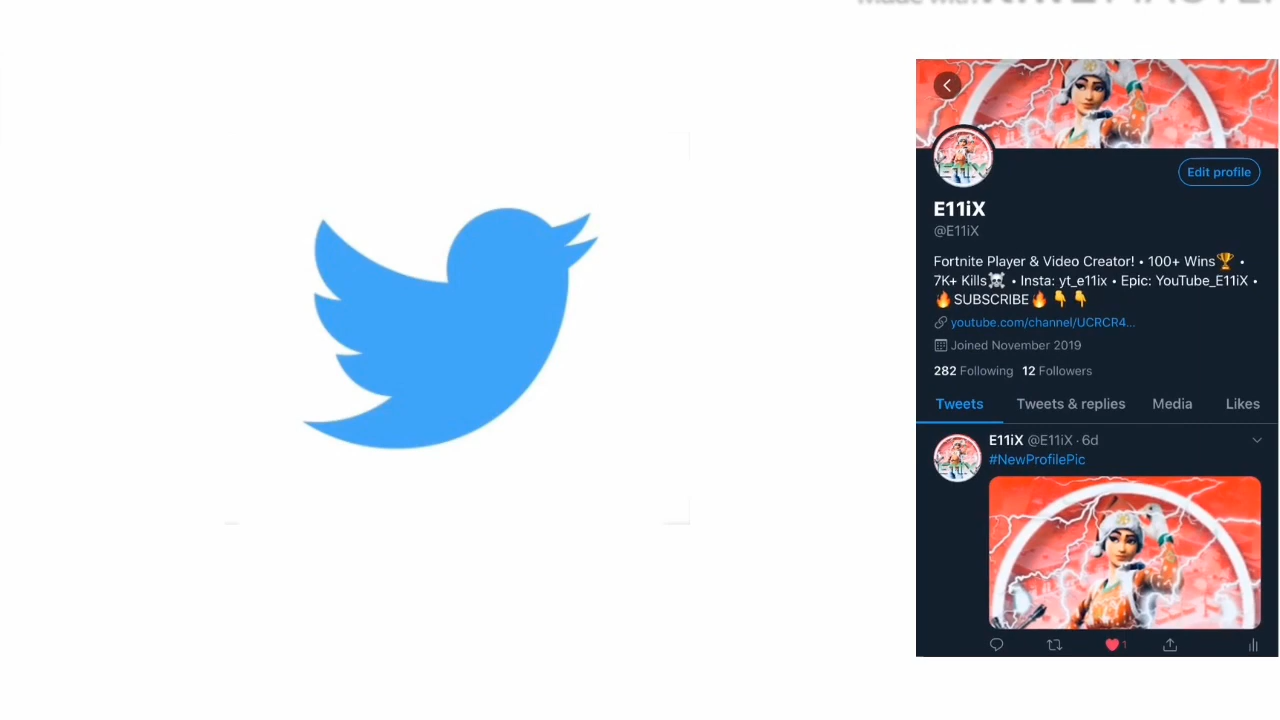 Made with
E11iX
@E11iX
Edit profile
Fortnite Player & Video Creator! • 100+ Wins🏆 •
7K+ Kills☠️ • Insta: yt_e11ix • Epic: YouTube_E11iX •
🔥SUBSCRIBE🔥👇👇
youtube.com/channel/UCRCR4...
Joined November 2019
282 Following 12 Followers
Tweets Tweets & replies Media Likes
E11iX @E11iX · 6d
#NewProfilePic
1